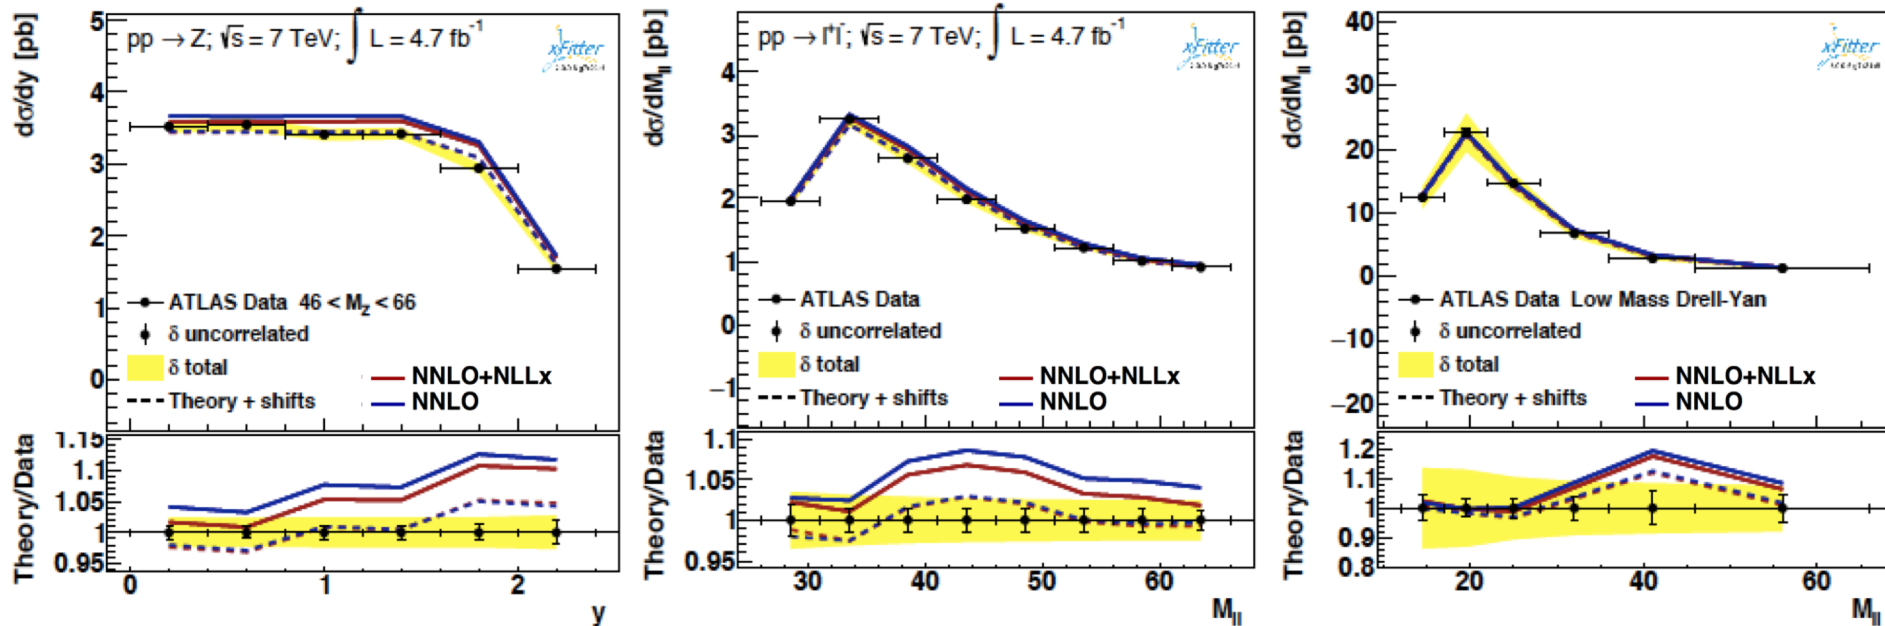 dσ/dy [pb]
5
4
3
2
1
0
pp → Z; √s = 7 TeV; ∫ L = 4.7 fb⁻¹
xFitter
ATLAS Data 46 < M_Z < 66
δ uncorrelated
δ total
Theory + shifts
NNLO+NLLx
NNLO
Theory/Data
1.15
1.1
1.05
1
0.95
0 1 2
y
dσ/dM_ll [pb]
4
3
2
1
0
−1
pp → l⁺l⁻; √s = 7 TeV; ∫ L = 4.7 fb⁻¹
xFitter
ATLAS Data
δ uncorrelated
δ total
Theory + shifts
NNLO+NLLx
NNLO
Theory/Data
1.1
1.05
1
0.95
30 40 50 60
M_ll
dσ/dM_ll [pb]
40
30
20
10
0
−10
−20
xFitter
ATLAS Data Low Mass Drell-Yan
δ uncorrelated
δ total
Theory + shifts
NNLO+NLLx
NNLO
Theory/Data
1.2
1.1
1
0.9
0.8
20 40 60
M_ll